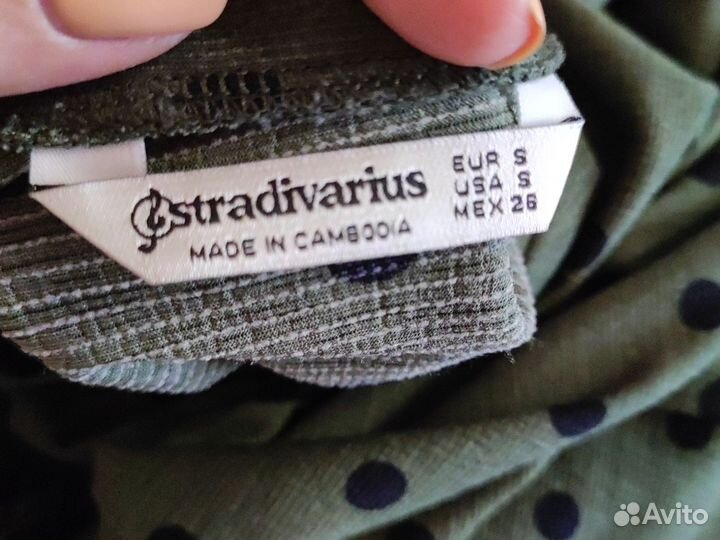 stradivarius
MADE IN CAMBODIA
EUR S
USA S
MEX 26
Avito